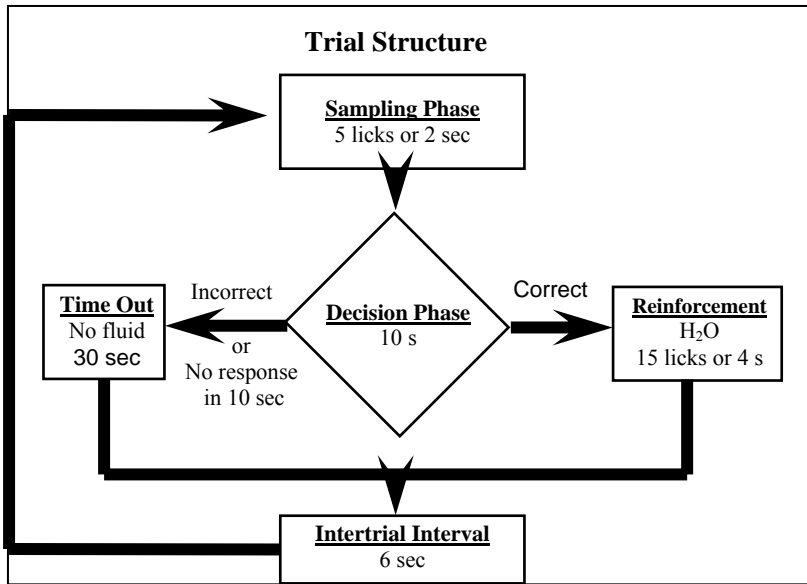 Trial Structure
Sampling Phase
5 licks or 2 sec
Decision Phase
10 s
Incorrect
or
No response
in 10 sec
Time Out
No fluid
30 sec
Correct
Reinforcement
H₂O
15 licks or 4 s
Intertrial Interval
6 sec